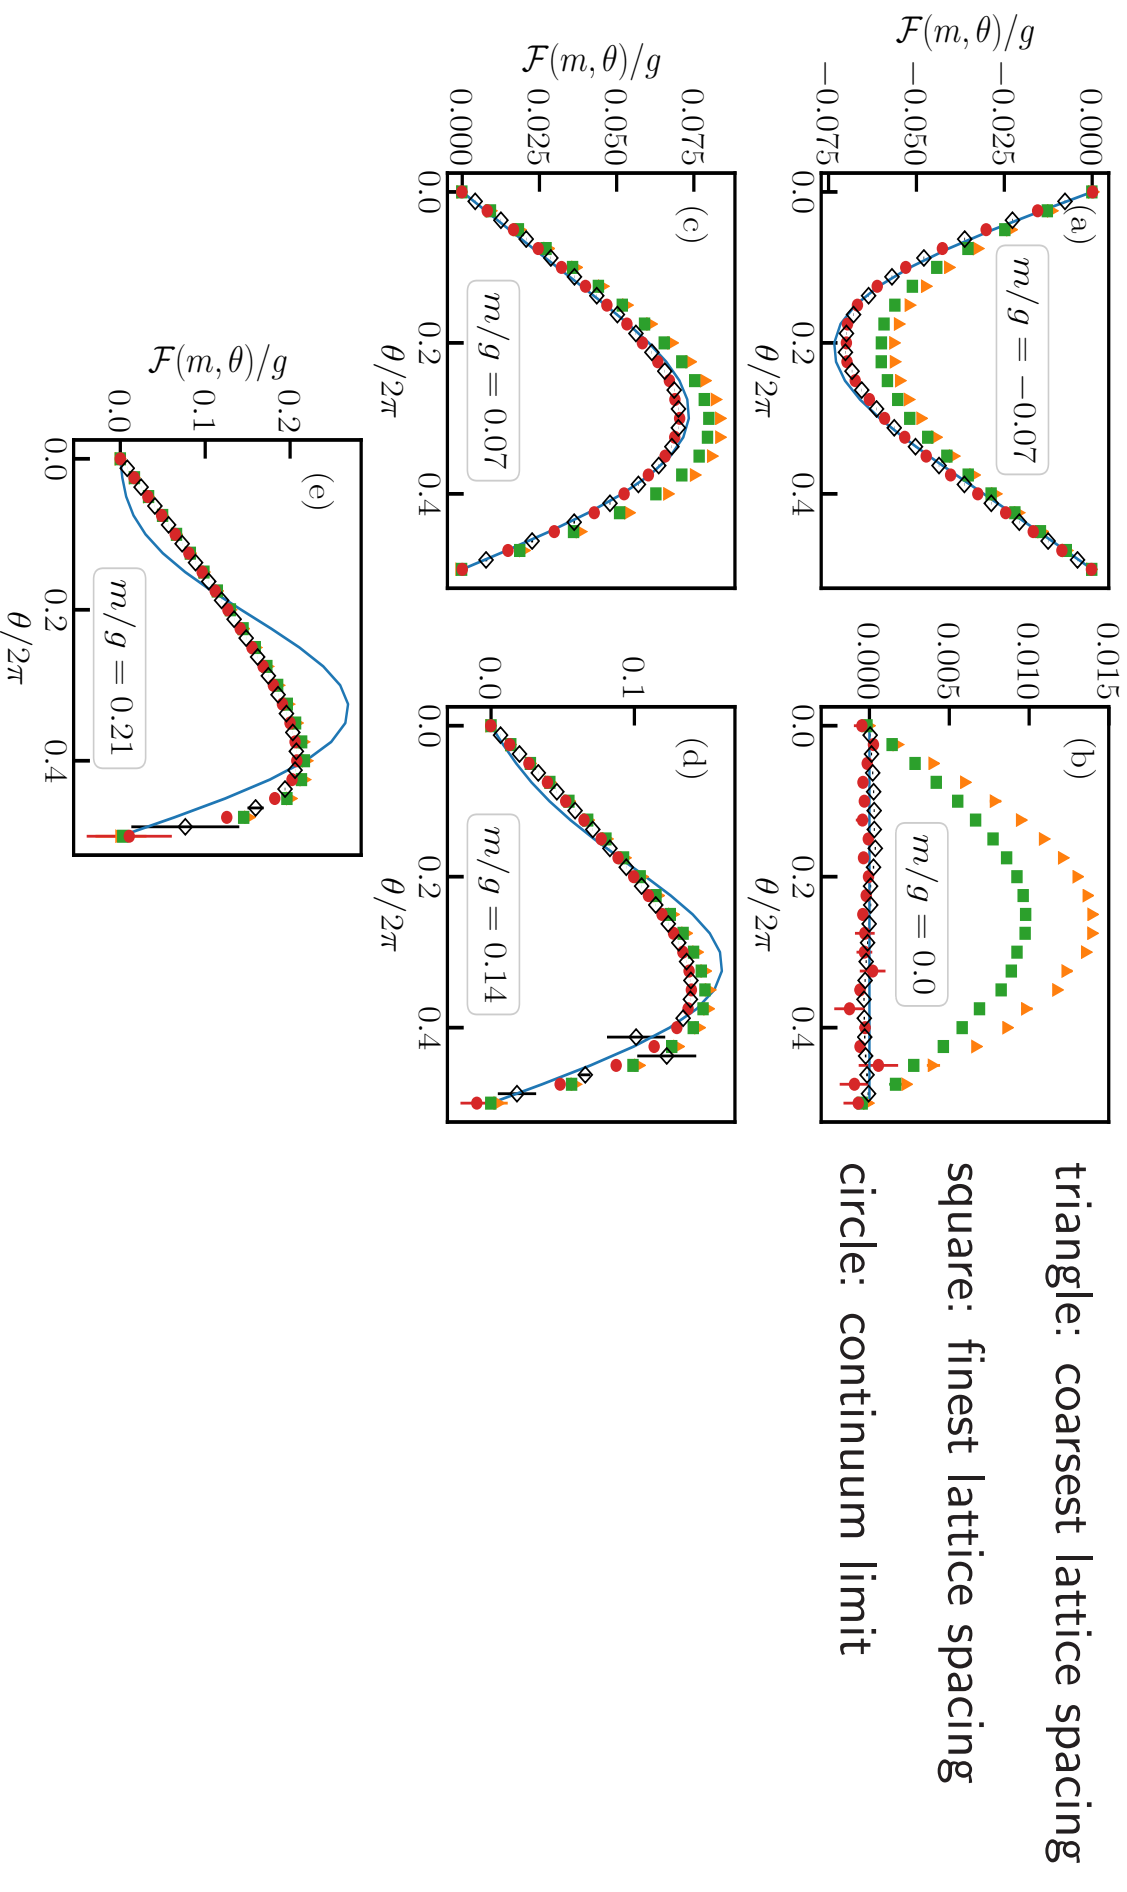 (a)
m/g = −0.07
0.000
−0.025
−0.050
−0.075
F(m, θ)/g
0.0
0.2
0.4
θ/2π
(b)
m/g = 0.0
0.015
0.010
0.005
0.000
0.0
0.2
0.4
θ/2π
triangle: coarsest lattice spacing
square: finest lattice spacing
circle: continuum limit
(c)
m/g = 0.07
0.075
0.050
0.025
0.000
F(m, θ)/g
0.0
0.2
0.4
θ/2π
(d)
m/g = 0.14
0.1
0.0
0.0
0.2
0.4
θ/2π
(e)
m/g = 0.21
0.2
0.1
0.0
F(m, θ)/g
0.0
0.2
0.4
θ/2π